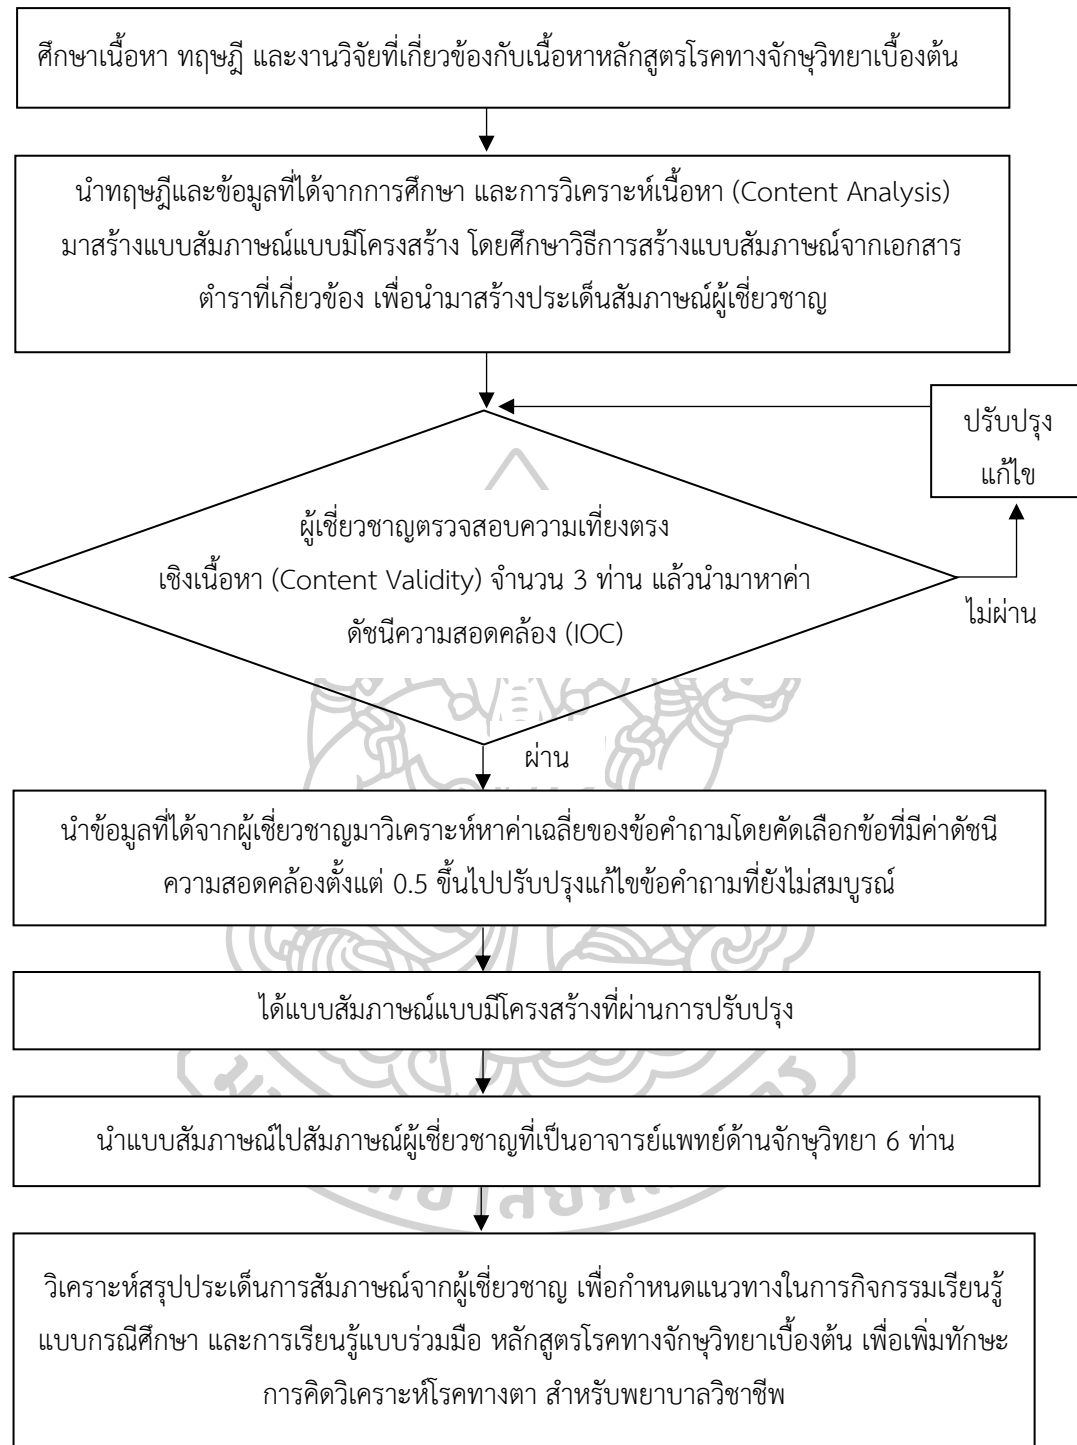 ศึกษาเนื้อหา ทฤษฎี และงานวิจัยที่เกี่ยวข้องกับเนื้อหาหลักสูตรโรคทางจักษุวิทยาเบื้องต้น
นำทฤษฎีและข้อมูลที่ได้จากการศึกษา และการวิเคราะห์เนื้อหา (Content Analysis)
มาสร้างแบบสัมภาษณ์แบบมีโครงสร้าง โดยศึกษาวิธีการสร้างแบบสัมภาษณ์จากเอกสาร
ตำราที่เกี่ยวข้อง เพื่อนำมาสร้างประเด็นสัมภาษณ์ผู้เชี่ยวชาญ
ปรับปรุง
แก้ไข
ผู้เชี่ยวชาญตรวจสอบความเที่ยงตรง
เชิงเนื้อหา (Content Validity) จำนวน 3 ท่าน แล้วนำมาหาค่า
ดัชนีความสอดคล้อง (IOC)
ไม่ผ่าน
ผ่าน
นำข้อมูลที่ได้จากผู้เชี่ยวชาญมาวิเคราะห์หาค่าเฉลี่ยของข้อคำถามโดยคัดเลือกข้อที่มีค่าดัชนี
ความสอดคล้องตั้งแต่ 0.5 ขึ้นไปปรับปรุงแก้ไขข้อคำถามที่ยังไม่สมบูรณ์
ได้แบบสัมภาษณ์แบบมีโครงสร้างที่ผ่านการปรับปรุง
นำแบบสัมภาษณ์ไปสัมภาษณ์ผู้เชี่ยวชาญที่เป็นอาจารย์แพทย์ด้านจักษุวิทยา 6 ท่าน
วิเคราะห์สรุปประเด็นการสัมภาษณ์จากผู้เชี่ยวชาญ เพื่อกำหนดแนวทางในการกิจกรรมเรียนรู้
แบบกรณีศึกษา และการเรียนรู้แบบร่วมมือ หลักสูตรโรคทางจักษุวิทยาเบื้องต้น เพื่อเพิ่มทักษะ
การคิดวิเคราะห์โรคทางตา สำหรับพยาบาลวิชาชีพ